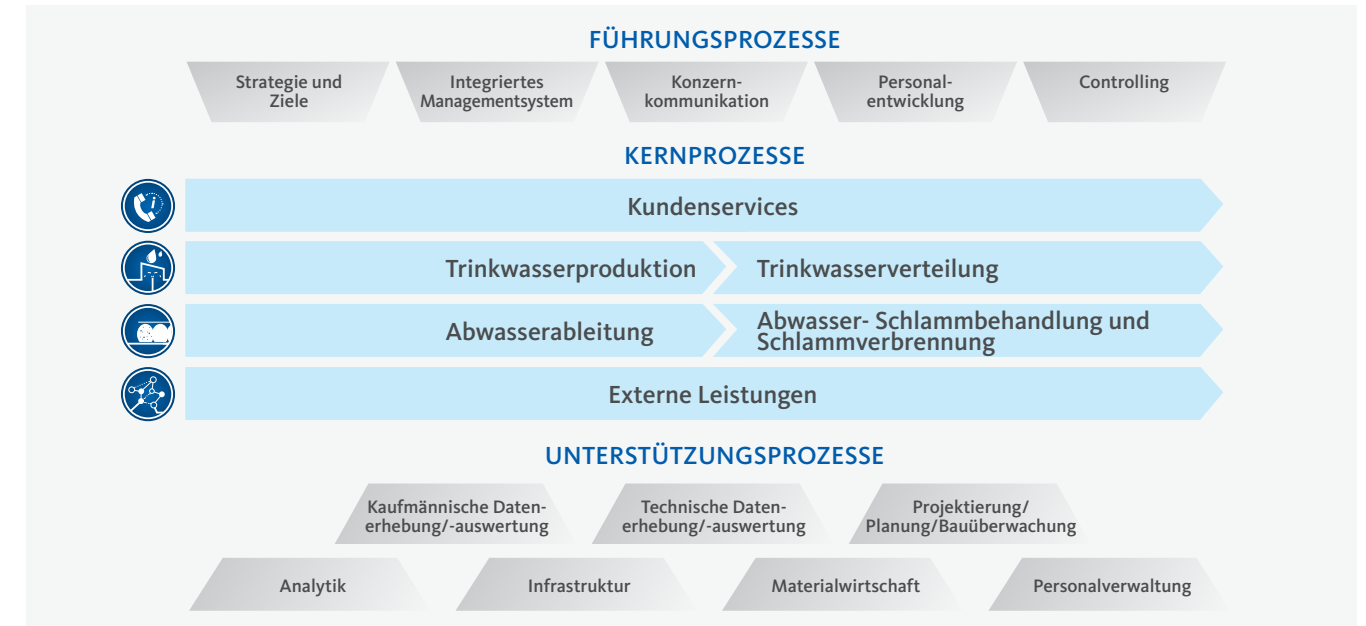 FÜHRUNGSPROZESSE
Strategie und
Ziele
Integriertes
Managementsystem
Konzern-
kommunikation
Personal-
entwicklung
Controlling
KERNPROZESSE
Kundenservices
Trinkwasserproduktion
Trinkwasserverteilung
Abwasserableitung
Abwasser- Schlammbehandlung und
Schlammverbrennung
Externe Leistungen
UNTERSTÜTZUNGSPROZESSE
Kaufmännische Daten-
erhebung/-auswertung
Technische Daten-
erhebung/-auswertung
Projektierung/
Planung/Bauüberwachung
Analytik
Infrastruktur
Materialwirtschaft
Personalverwaltung